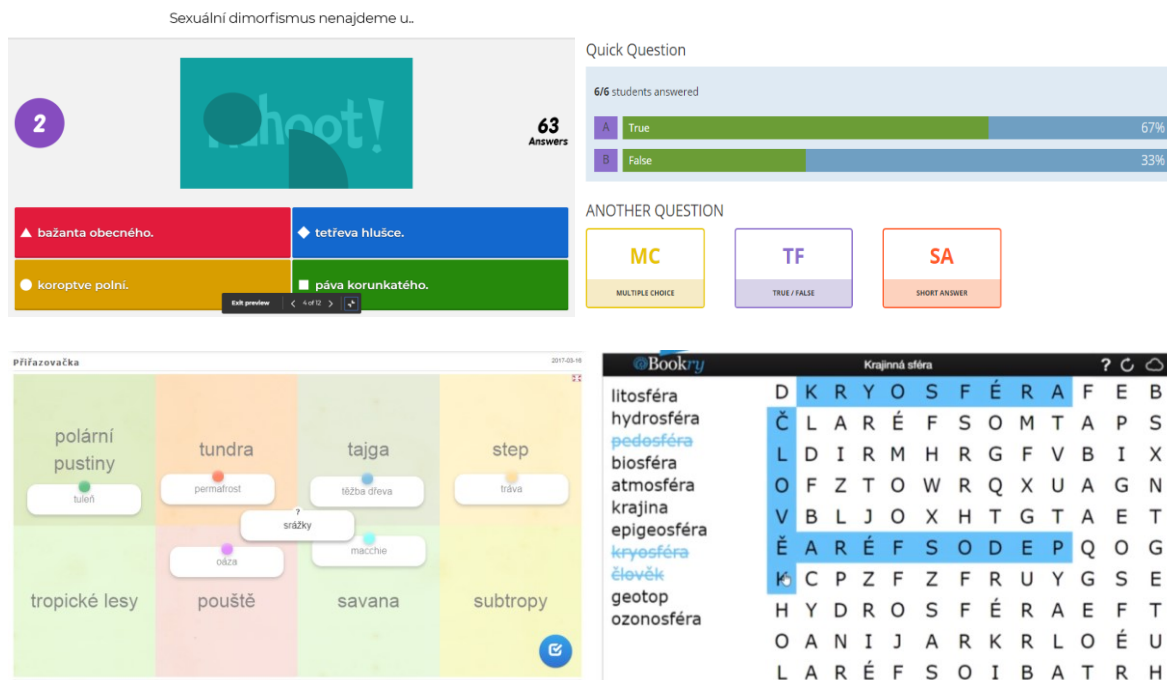 Sexuální dimorfismus nenajdeme u..
2
Kahoot!
63
Answers
bažanta obecného.
tetřeva hlušce.
koroptve polní.
páva korunkatého.
Exit preview
4 of 12
Quick Question
6/6 students answered
A True 67%
B False 33%
ANOTHER QUESTION
MC
MULTIPLE CHOICE
TF
TRUE / FALSE
SA
SHORT ANSWER
Přiřazovačka
2017-03-16
polární
pustiny
tuleň
tundra
permafrost
tajga
těžba dřeva
step
tráva
?
srážky
oáza
macchie
tropické lesy
pouště
savana
subtropy
@Bookry
Krajinná sféra
?
litosféra
hydrosféra
pedosféra
biosféra
atmosféra
krajina
epigeosféra
kryosféra
člověk
geotop
ozonosféra
D K R Y O S F É R A F E B
Č L A R É F S O M T A P S
L D I R M H R G F V B I X
O F Z T O W R Q X U A G N
V B L J O X H T G T A E T
Ě A R É F S O D E P Q O G
K C P Z F Z F R U Y G S E
H Y D R O S F É R A E F T
O A N I J A R K R L O É U
L A R É F S O I B A T R H